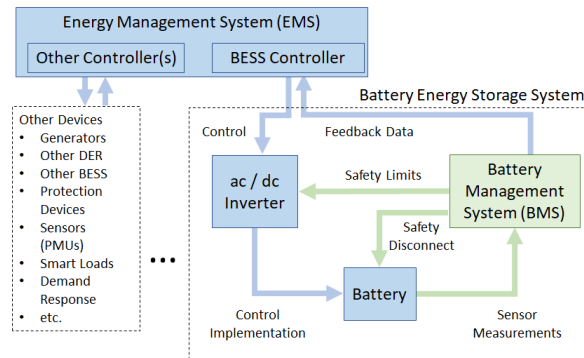 Energy Management System (EMS)
Other Controller(s)
BESS Controller
Other Devices
• Generators
• Other DER
• Other BESS
• Protection
Devices
• Sensors
(PMUs)
• Smart Loads
• Demand
Response
• etc.
...
Battery Energy Storage System
Control
Feedback Data
ac / dc
Inverter
Safety Limits
Battery
Management
System (BMS)
Safety
Disconnect
Battery
Control
Implementation
Sensor
Measurements